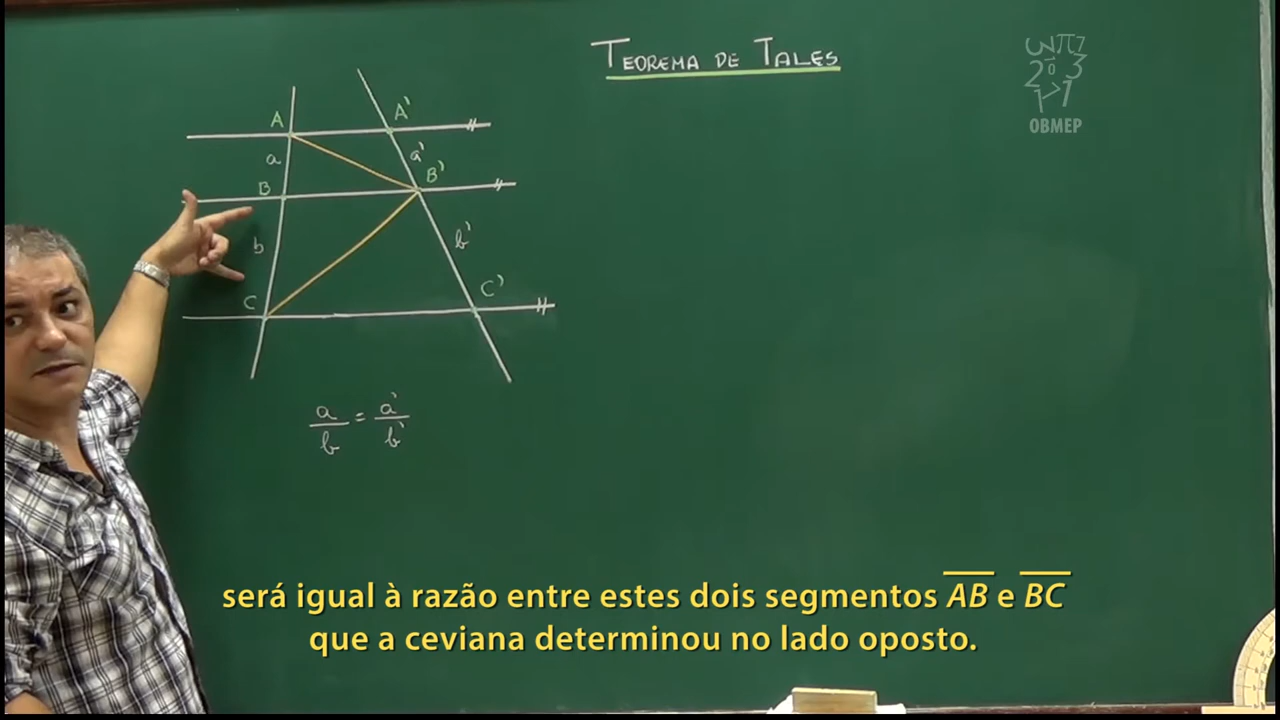 TEOREMA DE TALES
OBMEP
A
A'
a
a'
B
B'
b
b'
C
C'
a/b = a'/b'
será igual à razão entre estes dois segmentos AB e BC
que a ceviana determinou no lado oposto.